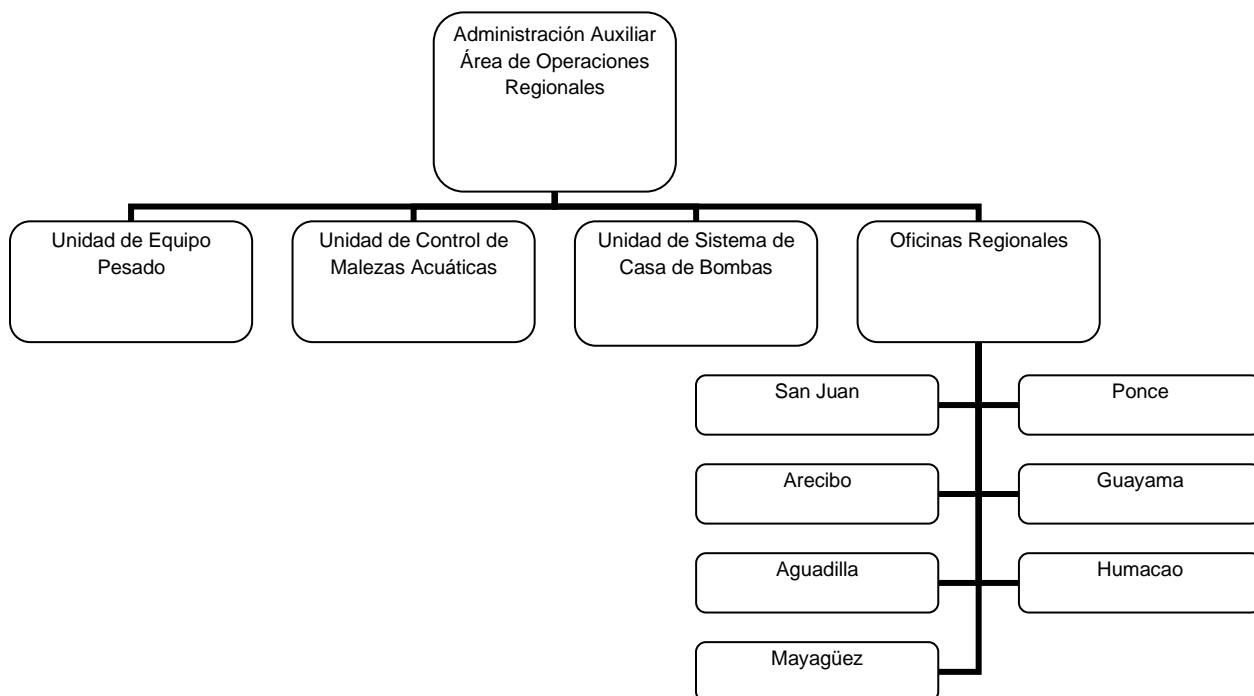 Administración Auxiliar
Área de Operaciones
Regionales
Unidad de Equipo
Pesado
Unidad de Control de
Malezas Acuáticas
Unidad de Sistema de
Casa de Bombas
Oficinas Regionales
San Juan
Ponce
Arecibo
Guayama
Aguadilla
Humacao
Mayagüez